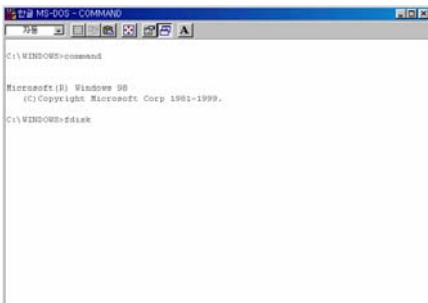 한글 MS-DOS - COMMAND
자동
A
C:\WINDOWS>command
Microsoft(R) Windows 98
(C)Copyright Microsoft Corp 1981-1999.
C:\WINDOWS>fdisk